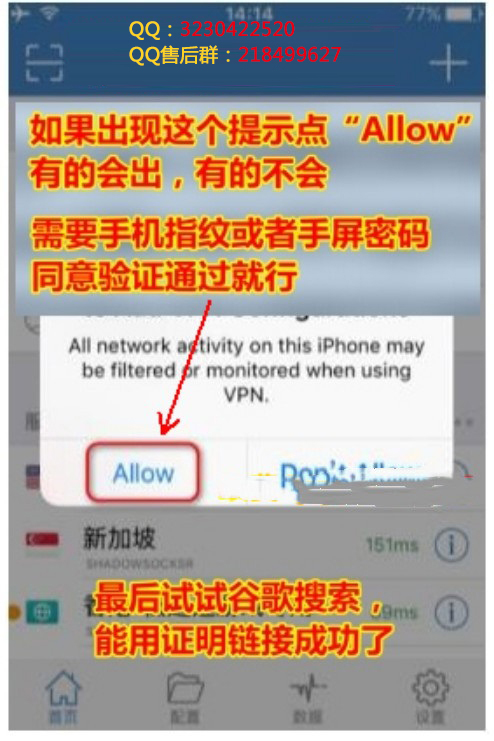 14:14
77%
QQ：3230422520
QQ售后群：218499627
如果出现这个提示点“Allow”
有的会出，有的不会
需要手机指纹或者手屏密码
同意验证通过就行
All network activity on this iPhone may
be filtered or monitored when using
VPN.
Allow
新加坡
151ms
SHADOWSOCKSR
最后试试谷歌搜索，
能用证明链接成功了
首页
配置
数据
设置